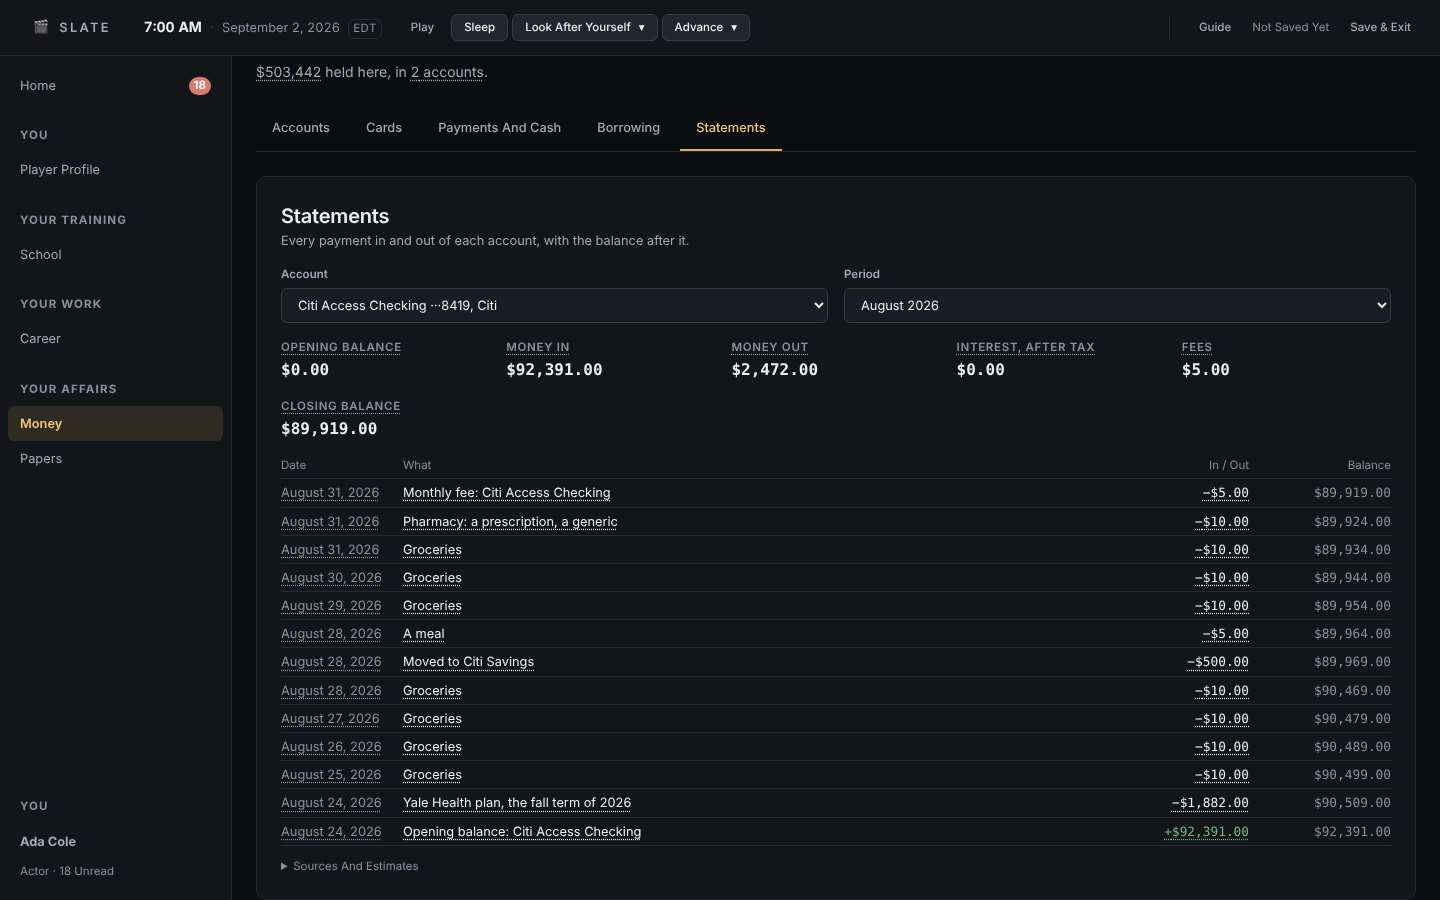 SLATE 7:00 AM · September 2, 2026 EDT Play Sleep Look After Yourself ▾ Advance ▾ Guide Not Saved Yet Save & Exit
Home 18
YOU
Player Profile
YOUR TRAINING
School
YOUR WORK
Career
YOUR AFFAIRS
Money
Papers
YOU
Ada Cole
Actor · 18 Unread
$503,442 held here, in 2 accounts.
Accounts Cards Payments And Cash Borrowing Statements
Statements
Every payment in and out of each account, with the balance after it.
Account Period
Citi Access Checking ···8419, Citi August 2026
OPENING BALANCE MONEY IN MONEY OUT INTEREST, AFTER TAX FEES
$0.00 $92,391.00 $2,472.00 $0.00 $5.00
CLOSING BALANCE
$89,919.00
Date What In / Out Balance
August 31, 2026 Monthly fee: Citi Access Checking −$5.00 $89,919.00
August 31, 2026 Pharmacy: a prescription, a generic −$10.00 $89,924.00
August 31, 2026 Groceries −$10.00 $89,934.00
August 30, 2026 Groceries −$10.00 $89,944.00
August 29, 2026 Groceries −$10.00 $89,954.00
August 28, 2026 A meal −$5.00 $89,964.00
August 28, 2026 Moved to Citi Savings −$500.00 $89,969.00
August 28, 2026 Groceries −$10.00 $90,469.00
August 27, 2026 Groceries −$10.00 $90,479.00
August 26, 2026 Groceries −$10.00 $90,489.00
August 25, 2026 Groceries −$10.00 $90,499.00
August 24, 2026 Yale Health plan, the fall term of 2026 −$1,882.00 $90,509.00
August 24, 2026 Opening balance: Citi Access Checking +$92,391.00 $92,391.00
▶ Sources And Estimates